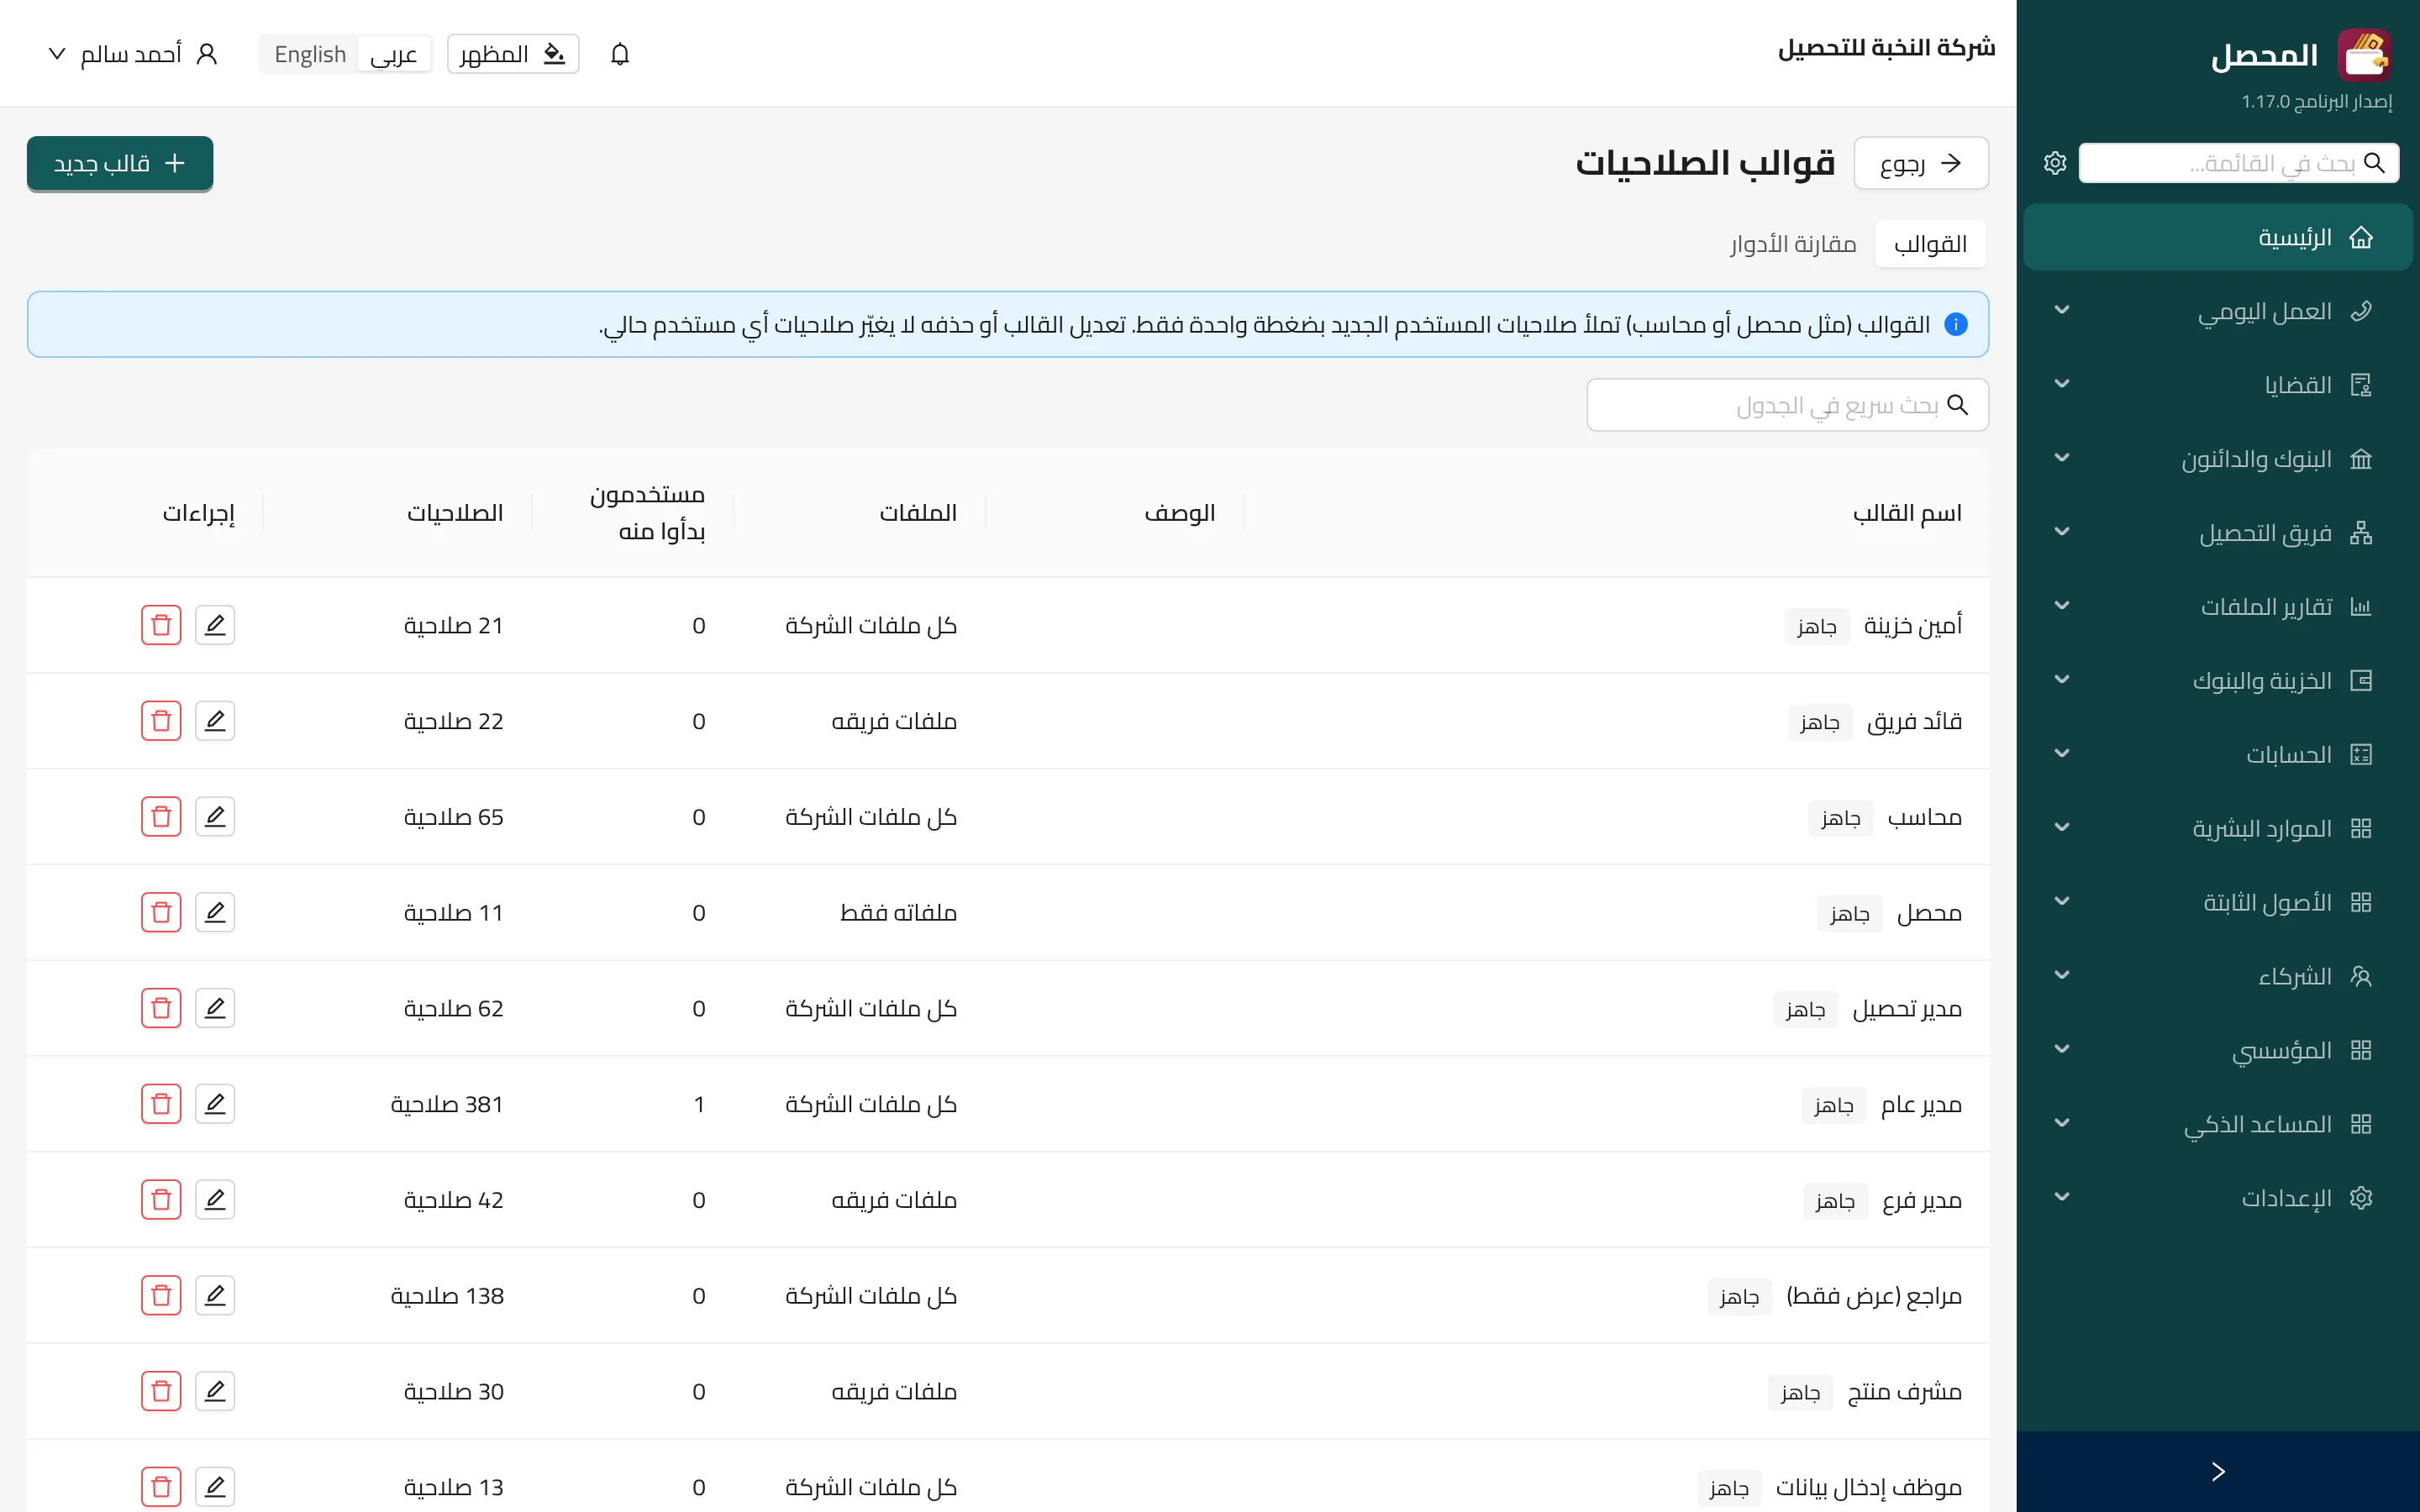 المحصل
إصدار البرنامج 1.17.0
بحث في القائمة...
الرئيسية
العمل اليومي
القضايا
البنوك والدائنون
فريق التحصيل
تقارير الملفات
الخزينة والبنوك
الحسابات
الموارد البشرية
الأصول الثابتة
الشركاء
المؤسسي
المساعد الذكي
الإعدادات
شركة النخبة للتحصيل
المظهر
عربي English
أحمد سالم
رجوع
قوالب الصلاحيات
قالب جديد
القوالب مقارنة الأدوار
القوالب (مثل محصل أو محاسب) تملأ صلاحيات المستخدم الجديد بضغطة واحدة فقط. تعديل القالب أو حذفه لا يغيّر صلاحيات أي مستخدم حالي.
بحث سريع في الجدول
اسم القالب الوصف الملفات مستخدمون بدأوا منه الصلاحيات إجراءات
أمين خزينة جاهز كل ملفات الشركة 0 21 صلاحية
قائد فريق جاهز ملفات فريقه 0 22 صلاحية
محاسب جاهز كل ملفات الشركة 0 65 صلاحية
محصل جاهز ملفاته فقط 0 11 صلاحية
مدير تحصيل جاهز كل ملفات الشركة 0 62 صلاحية
مدير عام جاهز كل ملفات الشركة 1 381 صلاحية
مدير فرع جاهز ملفات فريقه 0 42 صلاحية
مراجع (عرض فقط) جاهز كل ملفات الشركة 0 138 صلاحية
مشرف منتج جاهز ملفات فريقه 0 30 صلاحية
موظف إدخال بيانات جاهز كل ملفات الشركة 0 13 صلاحية